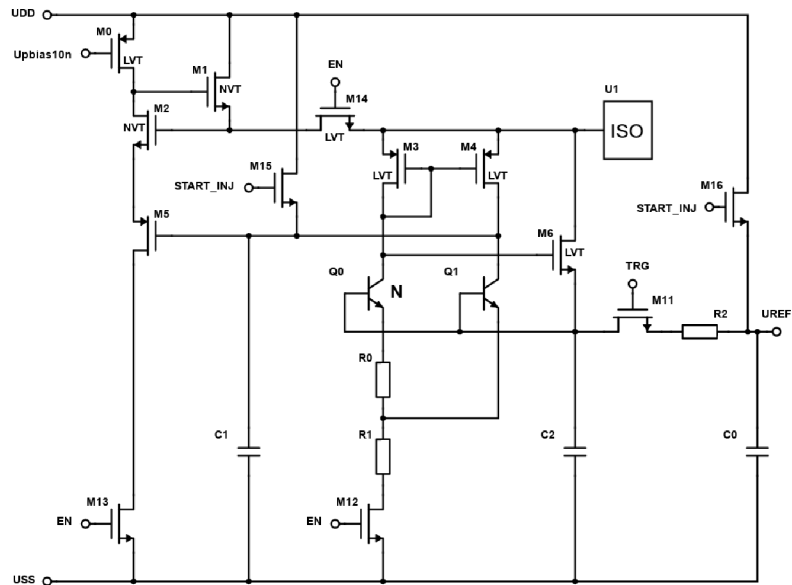 UDD
M0
Upbias10n
LVT
M1
NVT
M2
NVT
EN
M14
LVT
U1
ISO
M3
LVT
M4
LVT
M15
START_INJ
M16
START_INJ
M5
M6
LVT
Q0
N
Q1
TRG
M11
R2
UREF
R0
R1
C1
C2
C0
M13
EN
M12
EN
USS